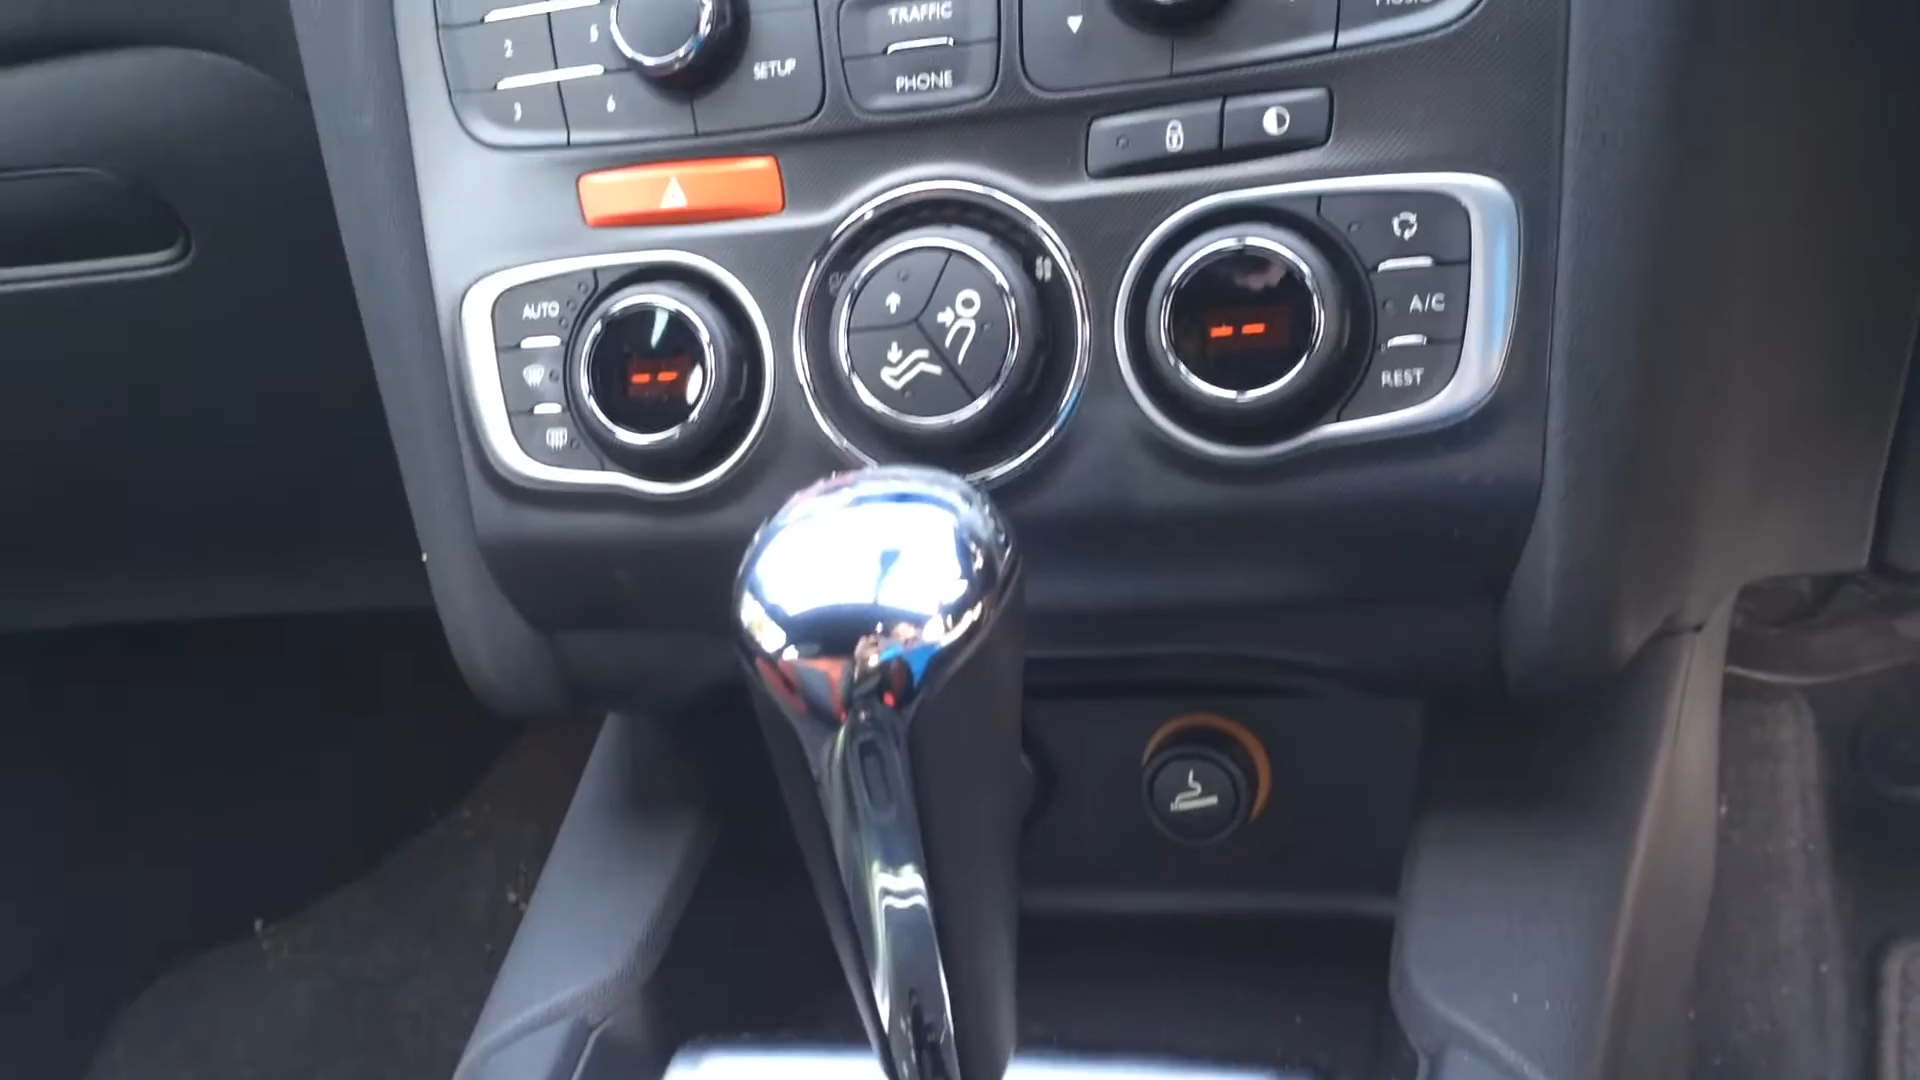 TRAFFIC
2
5
SETUP
PHONE
3
6
AUTO
A/C
REST
-- 
--